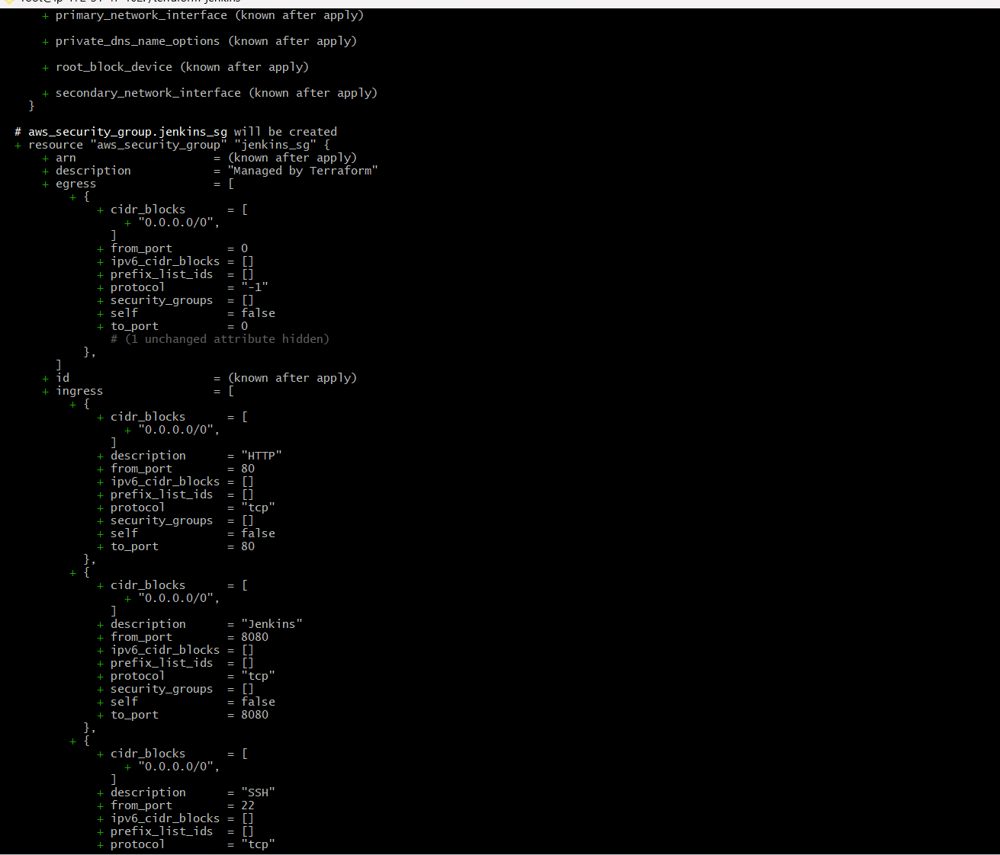 + primary_network_interface (known after apply)
+ private_dns_name_options (known after apply)
+ root_block_device (known after apply)
+ secondary_network_interface (known after apply)
}
# aws_security_group.jenkins_sg will be created
+ resource "aws_security_group" "jenkins_sg" {
+ arn = (known after apply)
+ description = "Managed by Terraform"
+ egress = [
+ {
+ cidr_blocks = [
+ "0.0.0.0/0",
]
+ from_port = 0
+ ipv6_cidr_blocks = []
+ prefix_list_ids = []
+ protocol = "-1"
+ security_groups = []
+ self = false
+ to_port = 0
# (1 unchanged attribute hidden)
},
]
+ id = (known after apply)
+ ingress = [
+ {
+ cidr_blocks = [
+ "0.0.0.0/0",
]
+ description = "HTTP"
+ from_port = 80
+ ipv6_cidr_blocks = []
+ prefix_list_ids = []
+ protocol = "tcp"
+ security_groups = []
+ self = false
+ to_port = 80
},
+ {
+ cidr_blocks = [
+ "0.0.0.0/0",
]
+ description = "Jenkins"
+ from_port = 8080
+ ipv6_cidr_blocks = []
+ prefix_list_ids = []
+ protocol = "tcp"
+ security_groups = []
+ self = false
+ to_port = 8080
},
+ {
+ cidr_blocks = [
+ "0.0.0.0/0",
]
+ description = "SSH"
+ from_port = 22
+ ipv6_cidr_blocks = []
+ prefix_list_ids = []
+ protocol = "tcp"